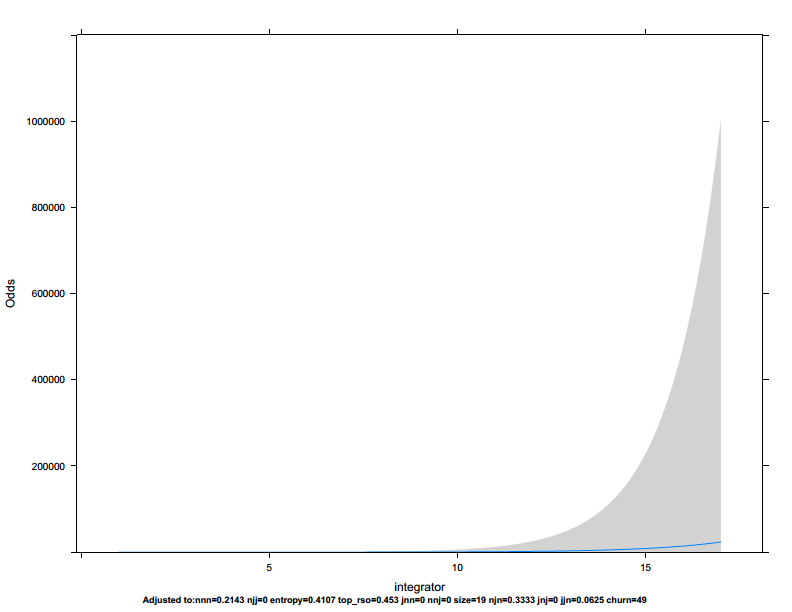 1000000
800000
600000
400000
200000
Odds
5 10 15
integrator
Adjusted to:nnn=0.2143 njj=0 entropy=0.4107 top_rso=0.453 jnn=0 nnj=0 size=19 njn=0.3333 jnj=0 jjn=0.0625 churn=49